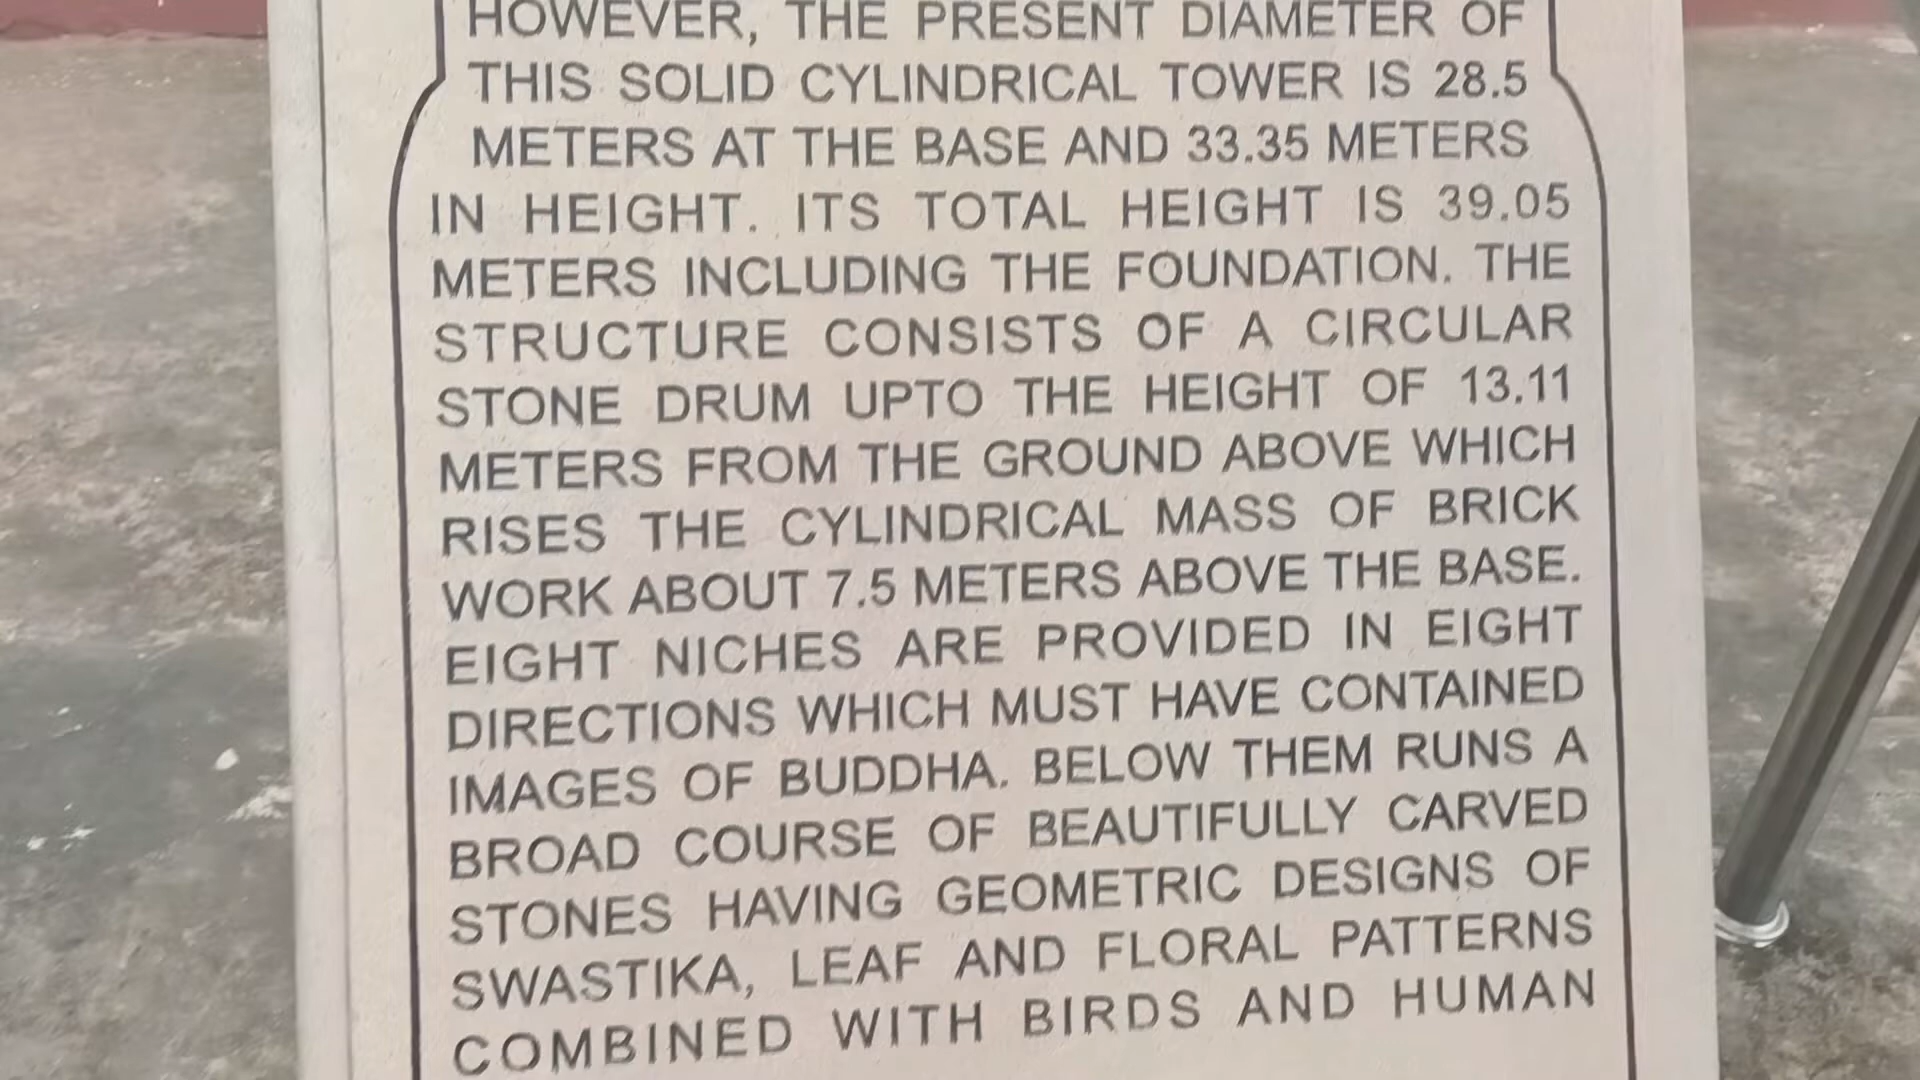 HOWEVER, THE PRESENT DIAMETER OF
THIS SOLID CYLINDRICAL TOWER IS 28.5
METERS AT THE BASE AND 33.35 METERS
IN HEIGHT. ITS TOTAL HEIGHT IS 39.05
METERS INCLUDING THE FOUNDATION. THE
STRUCTURE CONSISTS OF A CIRCULAR
STONE DRUM UPTO THE HEIGHT OF 13.11
METERS FROM THE GROUND ABOVE WHICH
RISES THE CYLINDRICAL MASS OF BRICK
WORK ABOUT 7.5 METERS ABOVE THE BASE.
EIGHT NICHES ARE PROVIDED IN EIGHT
DIRECTIONS WHICH MUST HAVE CONTAINED
IMAGES OF BUDDHA. BELOW THEM RUNS A
BROAD COURSE OF BEAUTIFULLY CARVED
STONES HAVING GEOMETRIC DESIGNS OF
SWASTIKA, LEAF AND FLORAL PATTERNS
COMBINED WITH BIRDS AND HUMAN